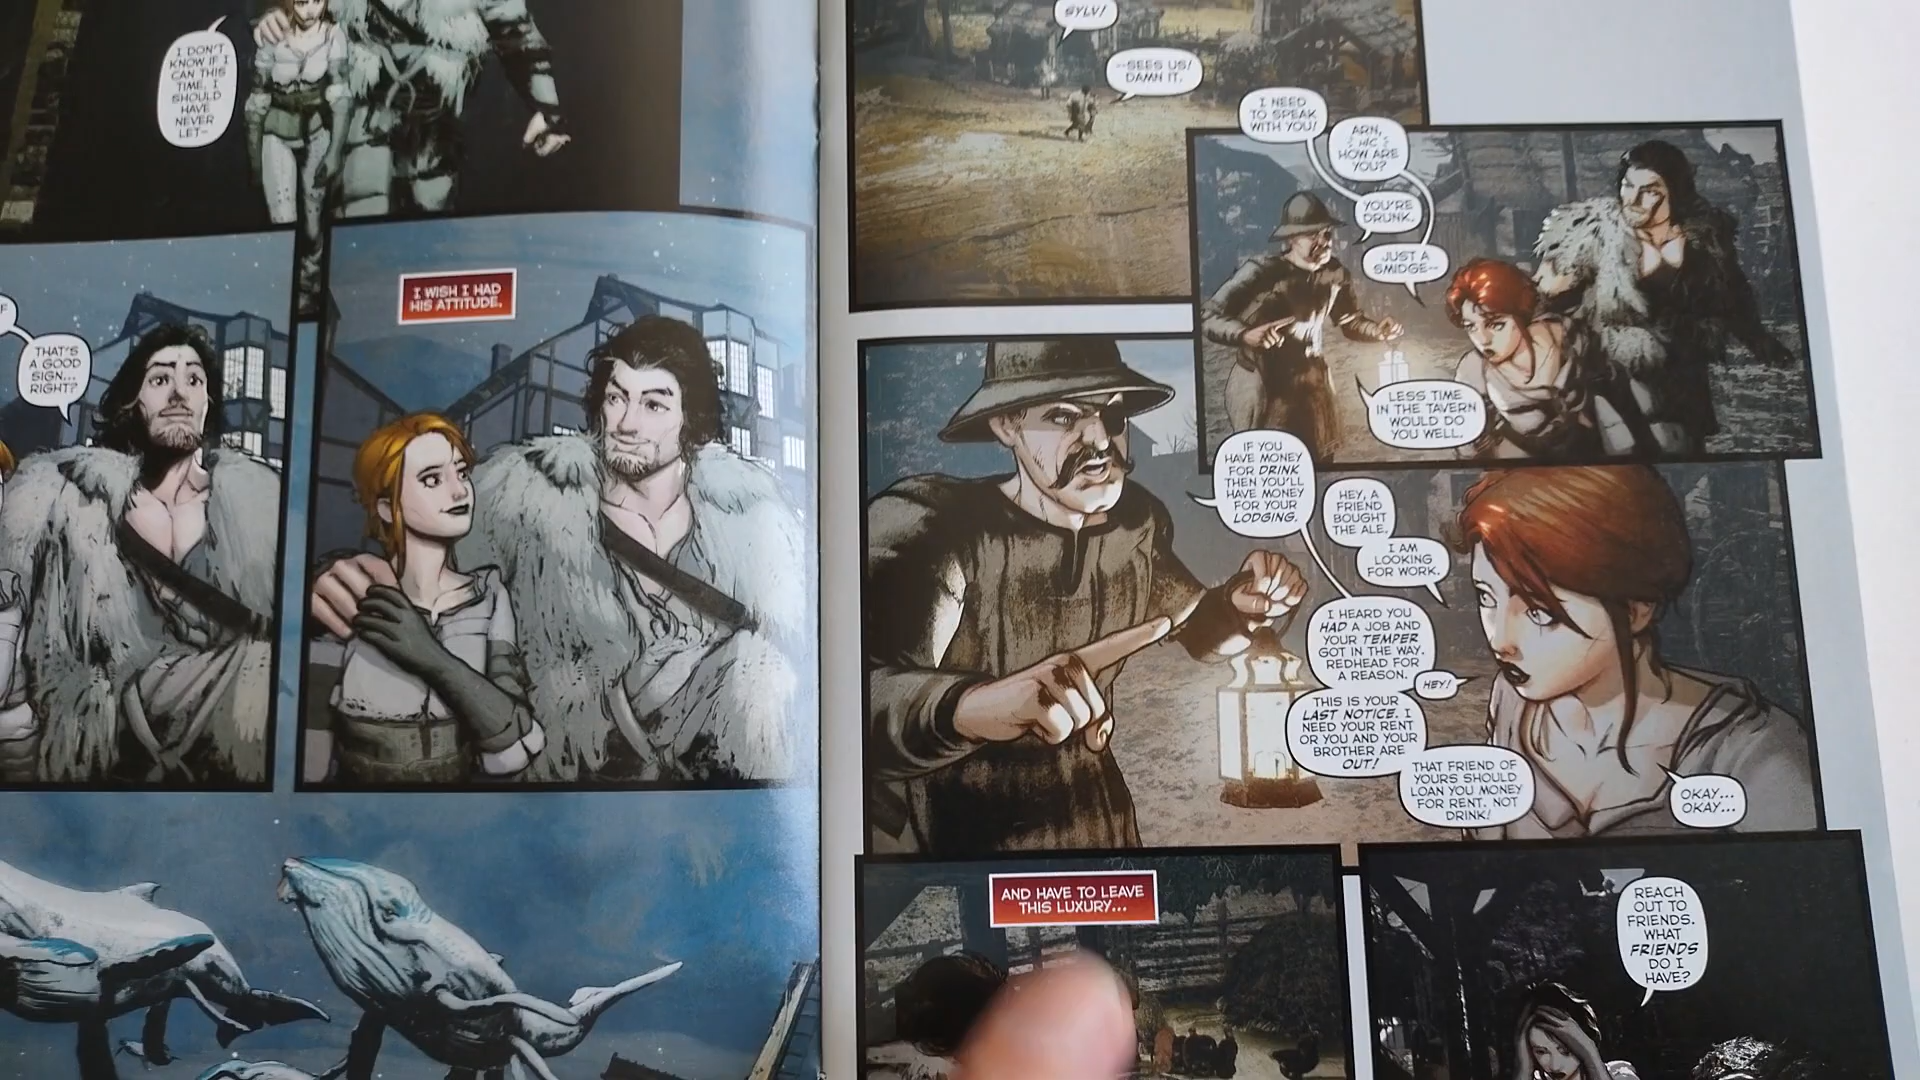 I DON'T
KNOW IF I
CAN THIS
TIME. I
SHOULD
HAVE
NEVER
LET--
F
THAT'S
A GOOD
SIGN...
RIGHT?
I WISH I HAD
HIS ATTITUDE.
SYLV!
--SEES US!
DAMN IT.
I NEED
TO SPEAK
WITH YOU!
ARN,
HIC
HOW ARE
YOU?
YOU'RE
DRUNK.
JUST A
SMIDGE--
LESS TIME
IN THE TAVERN
WOULD DO
YOU WELL.
IF YOU
HAVE MONEY
FOR DRINK
THEN YOU'LL
HAVE MONEY
FOR YOUR
LODGING.
HEY, A
FRIEND
BOUGHT
THE ALE.
I AM
LOOKING
FOR WORK.
I HEARD YOU
HAD A JOB AND
YOUR TEMPER
GOT IN THE WAY.
REDHEAD FOR
A REASON.
HEY!
THIS IS YOUR
LAST NOTICE. I
NEED YOUR RENT
OR YOU AND YOUR
BROTHER ARE
OUT!
THAT FRIEND OF
YOURS SHOULD
LOAN YOU MONEY
FOR RENT, NOT
DRINK!
OKAY...
OKAY...
AND HAVE TO LEAVE
THIS LUXURY...
REACH
OUT TO
FRIENDS.
WHAT
FRIENDS
DO I
HAVE?